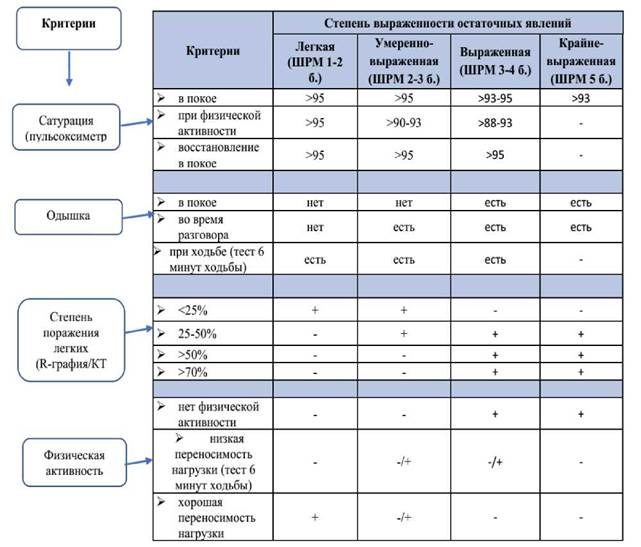 Критерии
Степень выраженности остаточных явлений
Критерии
Легкая
(ШРМ 1-2
б.)
Умеренно-
выраженная
(ШРМ 2-3 б.)
Выраженная
(ШРМ 3-4 б.)
Крайне-
выраженная
(ШРМ 5 б.)
Сатурация
(пульсоксиметр
➢ в покое >95 >95 >93-95 >93
➢ при физической
активности >95 >90-93 >88-93 -
➢ восстановление
в покое >95 >95 >95
Одышка
➢ в покое нет нет есть есть
➢ во время
разговора нет есть есть есть
➢ при ходьбе (тест 6
минут ходьбы) есть есть есть -
Степень
поражения
легких
(R-графия/КТ
➢ <25% + + - -
➢ 25-50% - + + +
➢ >50% - - + +
➢ >70% - - + +
Физическая
активность
➢ нет физической
активности - - + +
➢ низкая
переносимость
нагрузки (тест 6
минут ходьбы) - -/+ -/+ -
➢ хорошая
переносимость
нагрузки + -/+ - -